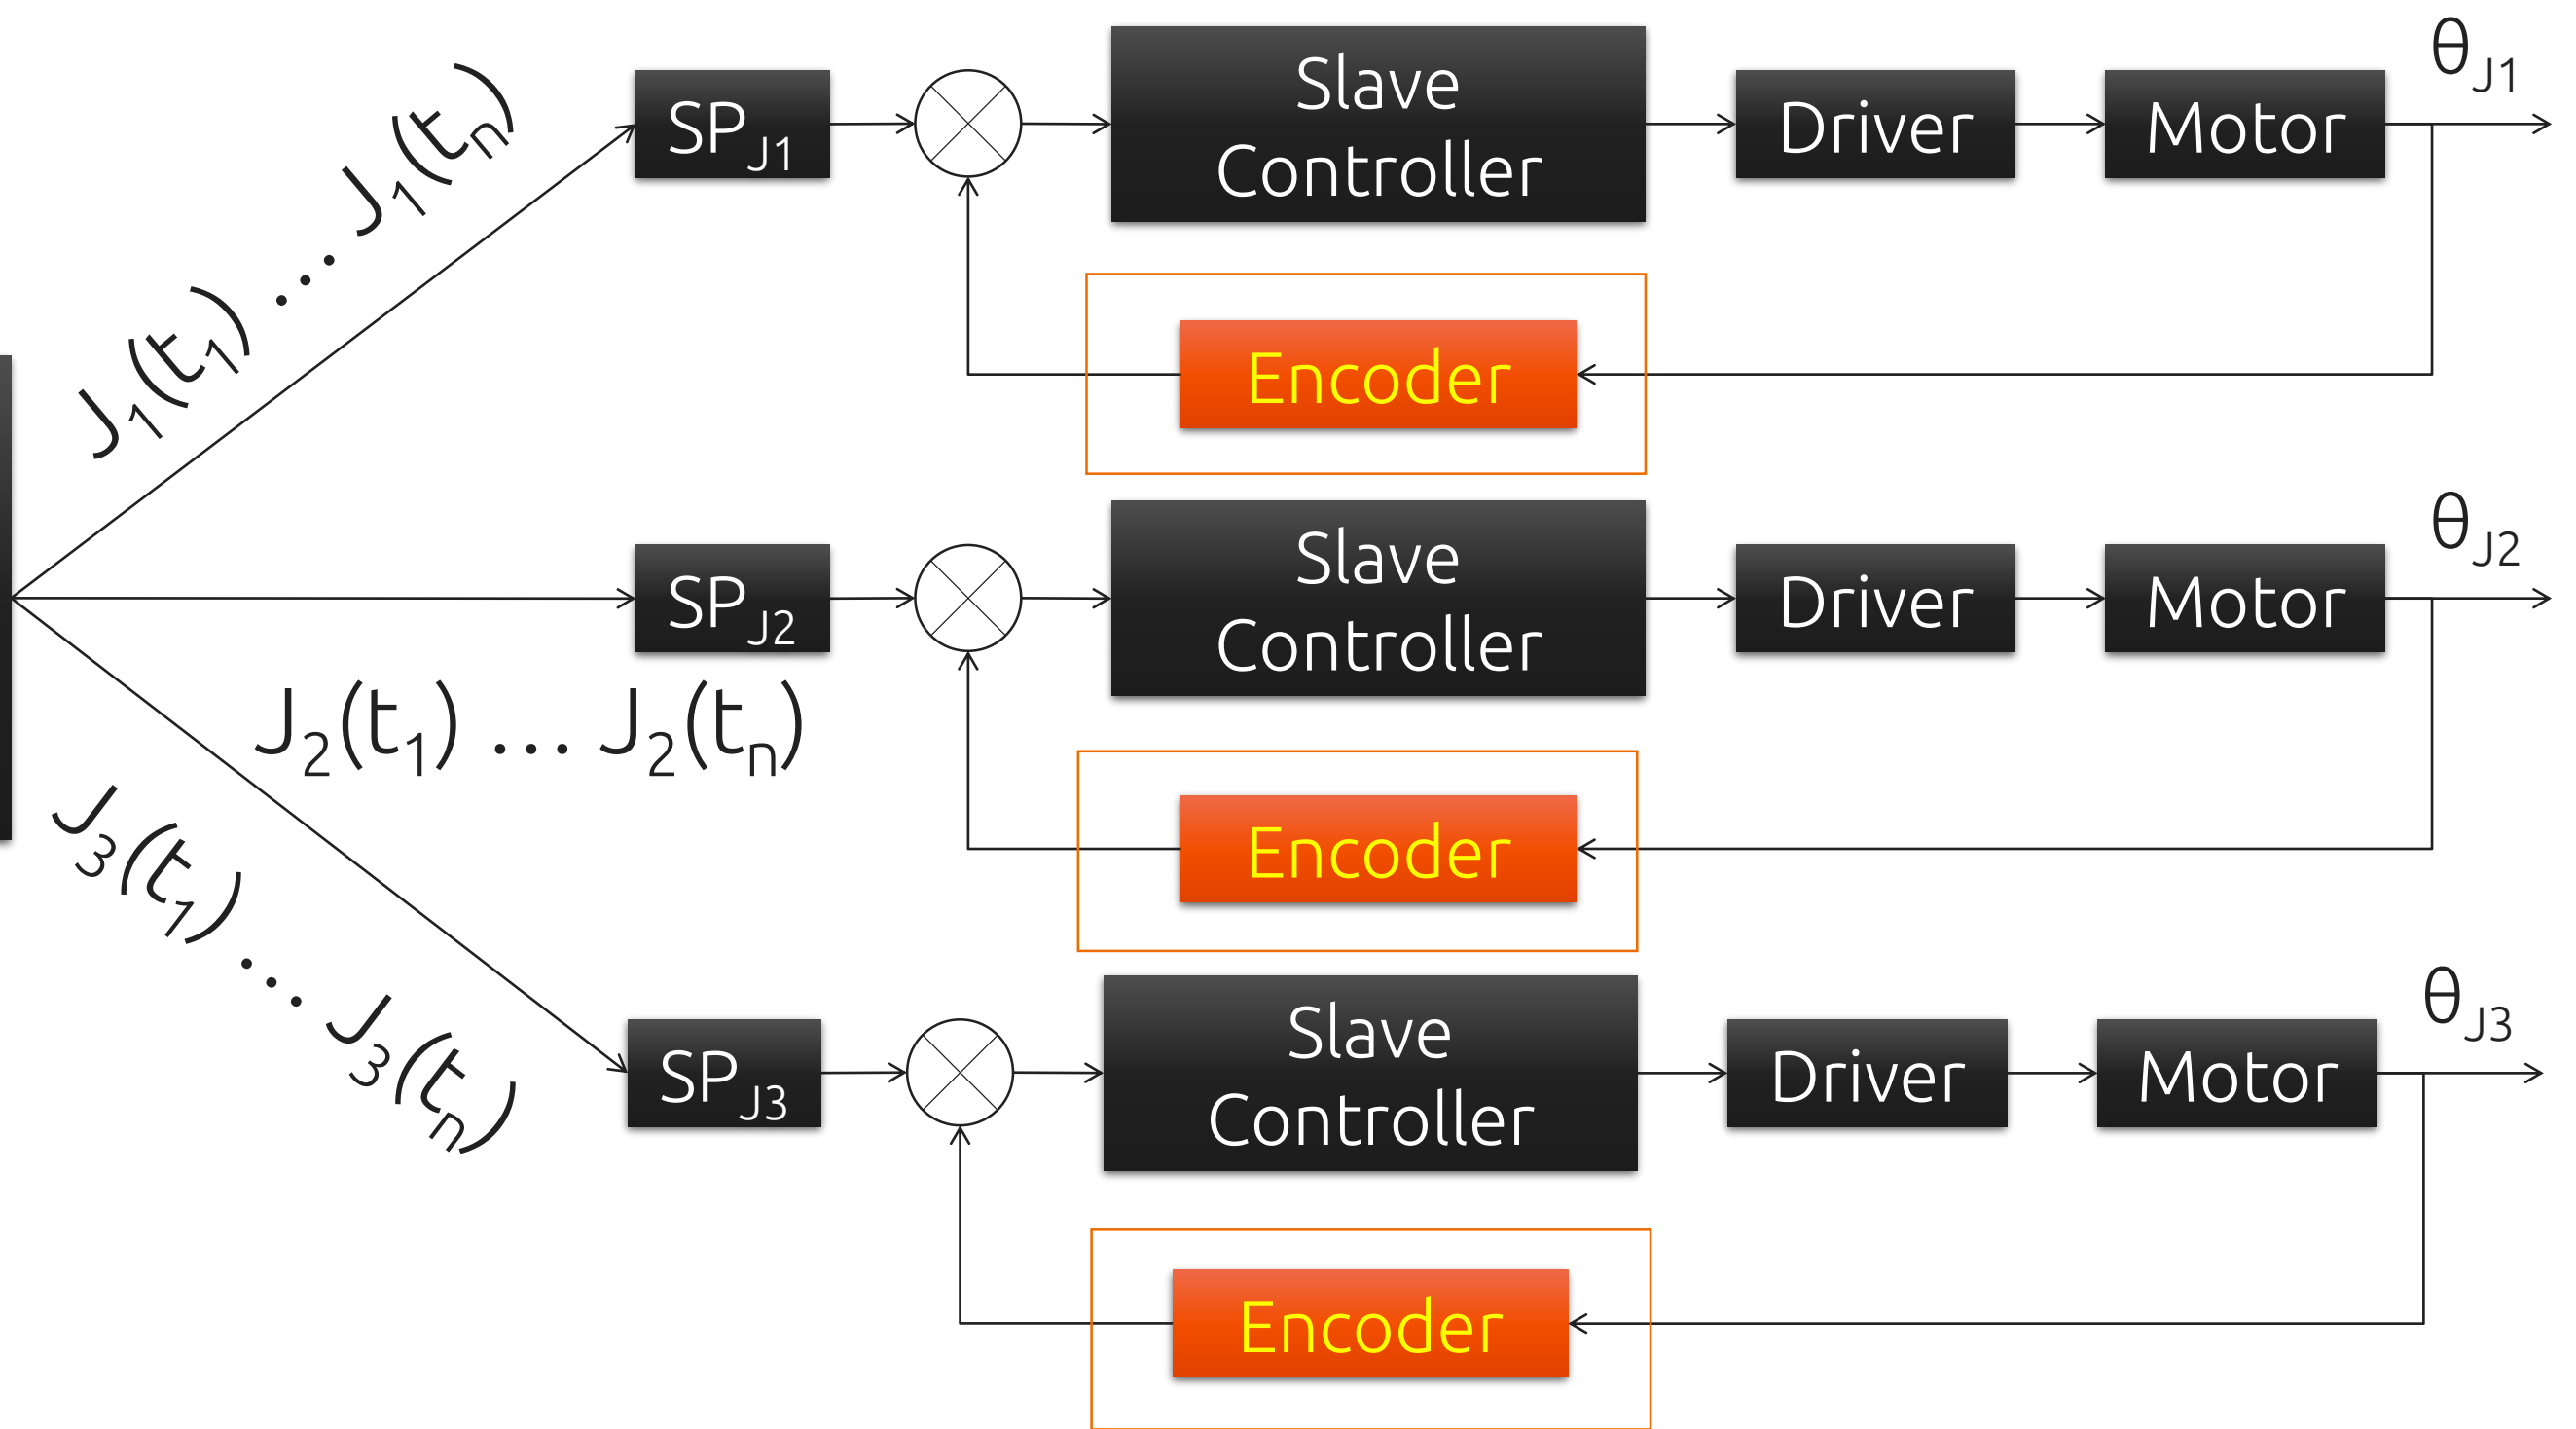 J1(t1) ... J1(tn)
SPJ1
Slave
Controller
Driver
Motor
θJ1
Encoder
J2(t1) ... J2(tn)
SPJ2
Slave
Controller
Driver
Motor
θJ2
Encoder
J3(t1) ... J3(tn)
SPJ3
Slave
Controller
Driver
Motor
θJ3
Encoder